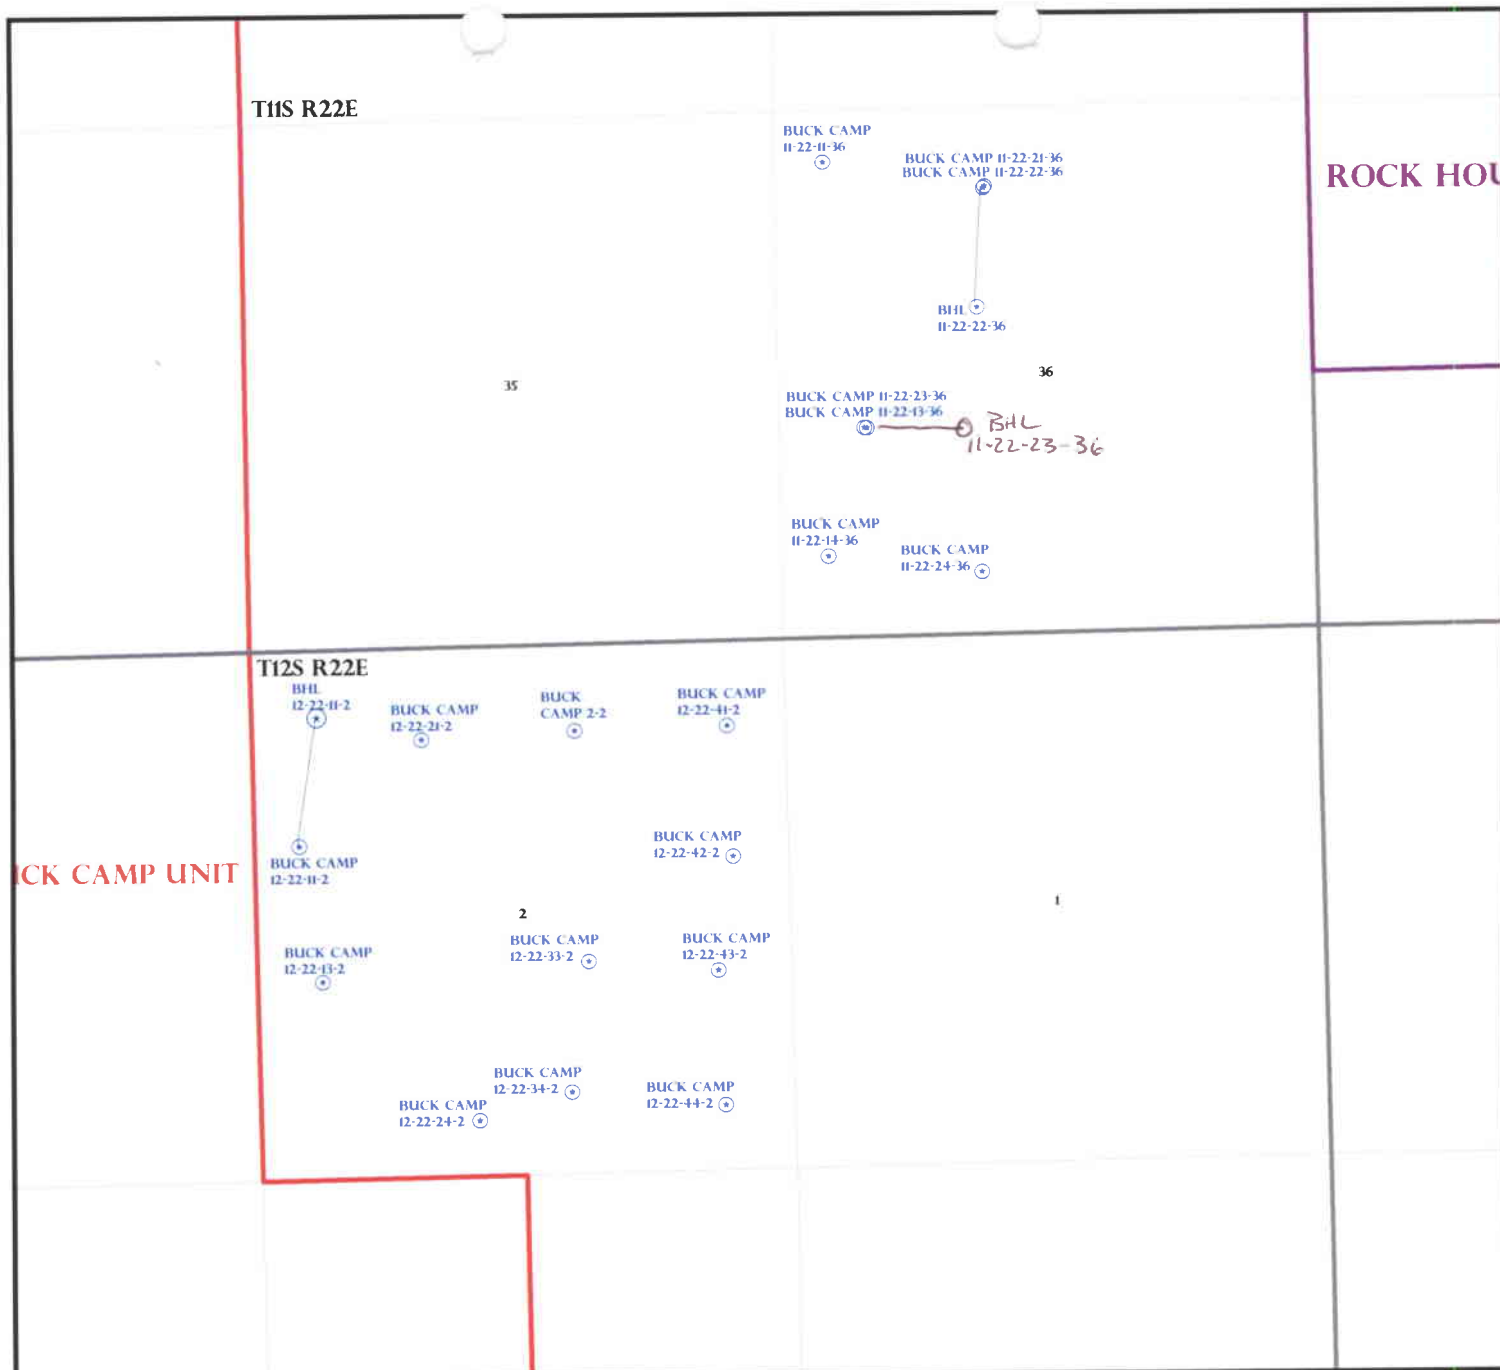 T11S R22E
BUCK CAMP
11-22-11-36
BUCK CAMP 11-22-21-36
BUCK CAMP 11-22-22-36
ROCK HOU
BHL
11-22-22-36
35
36
BUCK CAMP 11-22-23-36
BUCK CAMP 11-22-13-36
BHL
11-22-23-36
BUCK CAMP
11-22-14-36
BUCK CAMP
11-22-24-36
T12S R22E
BHL
12-22-11-2
BUCK CAMP
12-22-21-2
BUCK
CAMP 2-2
BUCK CAMP
12-22-41-2
BUCK CAMP
12-22-42-2
ICK CAMP UNIT
BUCK CAMP
12-22-11-2
2
1
BUCK CAMP
12-22-13-2
BUCK CAMP
12-22-33-2
BUCK CAMP
12-22-43-2
BUCK CAMP
12-22-34-2
BUCK CAMP
12-22-24-2
BUCK CAMP
12-22-44-2